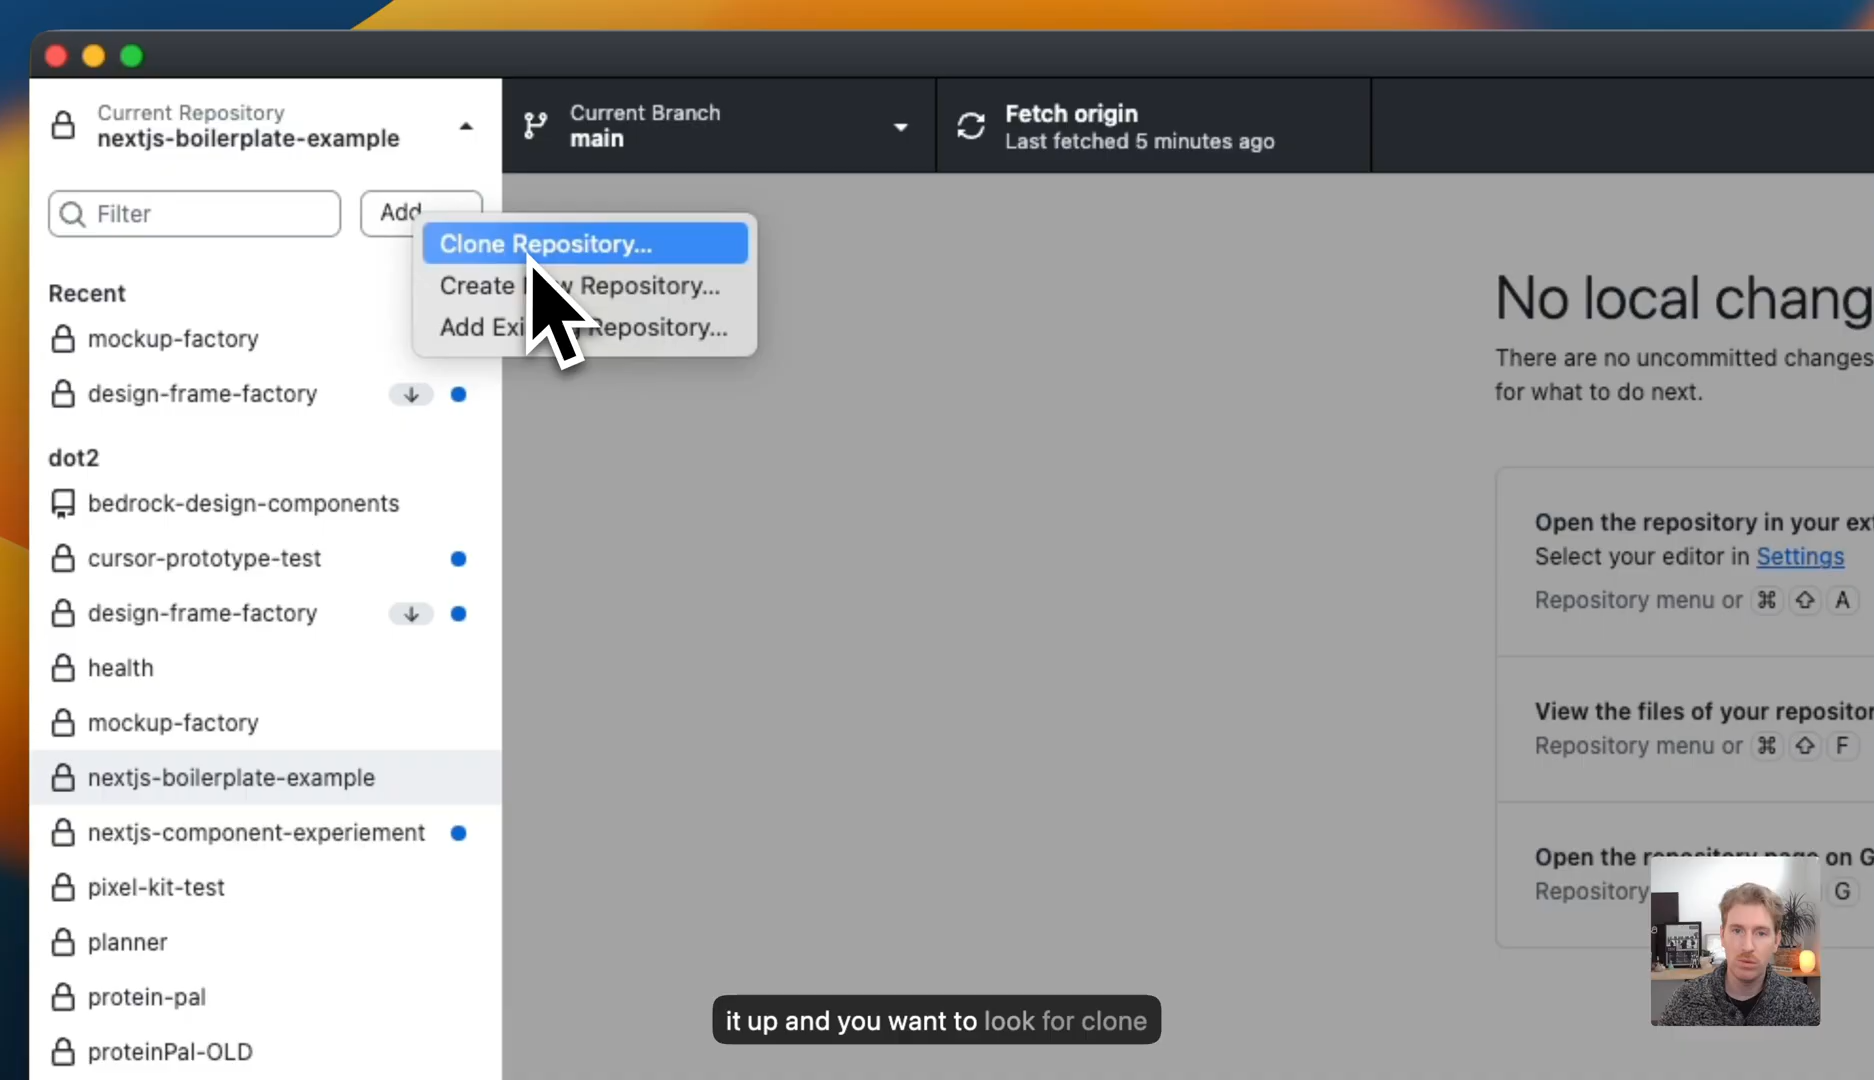 Current Repository
nextjs-boilerplate-example
Current Branch
main
Fetch origin
Last fetched 5 minutes ago
Filter
Add
Clone Repository...
Create Repository...
Add Repository...
Recent
mockup-factory
design-frame-factory
dot2
bedrock-design-components
cursor-prototype-test
design-frame-factory
health
mockup-factory
nextjs-boilerplate-example
nextjs-component-experiement
pixel-kit-test
planner
protein-pal
proteinPal-OLD
No local chang
There are no uncommitted changes
for what to do next.
Open the repository in your ext
Select your editor in Settings
Repository menu or ⌘ ⇧ A
View the files of your repositor
Repository menu or ⌘ ⇧ F
Open the repository page on G
Repository G
it up and you want to look for clone